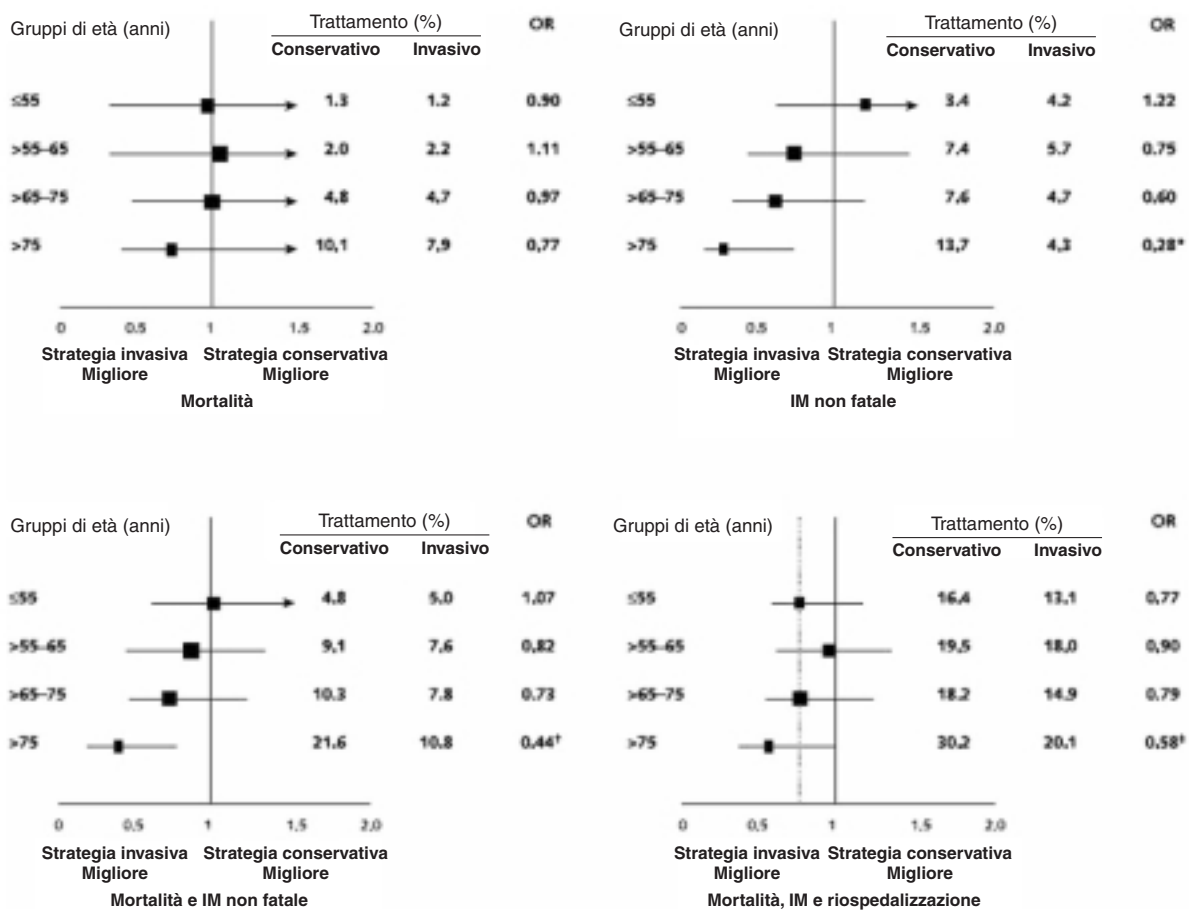 Gruppi di età (anni) Trattamento (%) OR
Conservativo Invasivo
≤55 1.3 1.2 0.90
>55–65 2.0 2.2 1.11
>65–75 4,8 4,7 0,97
>75 10,1 7,9 0,77
0 0.5 1 1.5 2.0
Strategia invasiva Strategia conservativa
Migliore Migliore
Mortalità
Gruppi di età (anni) Trattamento (%) OR
Conservativo Invasivo
≤55 3.4 4.2 1.22
>55–65 7.4 5.7 0.75
>65–75 7.6 4.7 0,60
>75 13,7 4,3 0,28*
0 0.5 1 1.5 2.0
Strategia invasiva Strategia conservativa
Migliore Migliore
IM non fatale
Gruppi di età (anni) Trattamento (%) OR
Conservativo Invasivo
≤55 4.8 5.0 1,07
>55–65 9,1 7,6 0,82
>65–75 10.3 7.8 0.73
>75 21.6 10.8 0.44†
0 0,5 1 1,5 2,0
Strategia invasiva Strategia conservativa
Migliore Migliore
Mortalità e IM non fatale
Gruppi di età (anni) Trattamento (%) OR
Conservativo Invasivo
≤55 16.4 13.1 0,77
>55–65 19,5 18,0 0,90
>65–75 18.2 14.9 0,79
>75 30.2 20.1 0.58‡
0 0,5 1 1.5 2.0
Strategia invasiva Strategia conservativa
Migliore Migliore
Mortalità, IM e riospedalizzazione